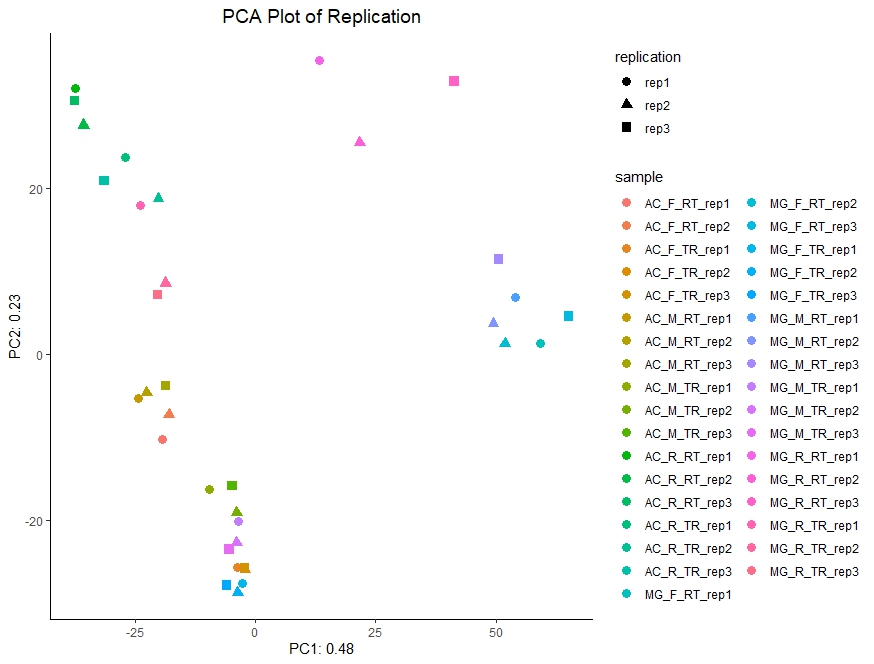 PCA Plot of Replication
PC2: 0.23
20
0
-20
-25
0
25
50
PC1: 0.48
replication
rep1
rep2
rep3
sample
AC_F_RT_rep1
AC_F_RT_rep2
AC_F_TR_rep1
AC_F_TR_rep2
AC_F_TR_rep3
AC_M_RT_rep1
AC_M_RT_rep2
AC_M_RT_rep3
AC_M_TR_rep1
AC_M_TR_rep2
AC_M_TR_rep3
AC_R_RT_rep1
AC_R_RT_rep2
AC_R_RT_rep3
AC_R_TR_rep1
AC_R_TR_rep2
AC_R_TR_rep3
MG_F_RT_rep1
MG_F_RT_rep2
MG_F_RT_rep3
MG_F_TR_rep1
MG_F_TR_rep2
MG_F_TR_rep3
MG_M_RT_rep1
MG_M_RT_rep2
MG_M_RT_rep3
MG_M_TR_rep1
MG_M_TR_rep2
MG_M_TR_rep3
MG_R_RT_rep1
MG_R_RT_rep2
MG_R_RT_rep3
MG_R_TR_rep1
MG_R_TR_rep2
MG_R_TR_rep3